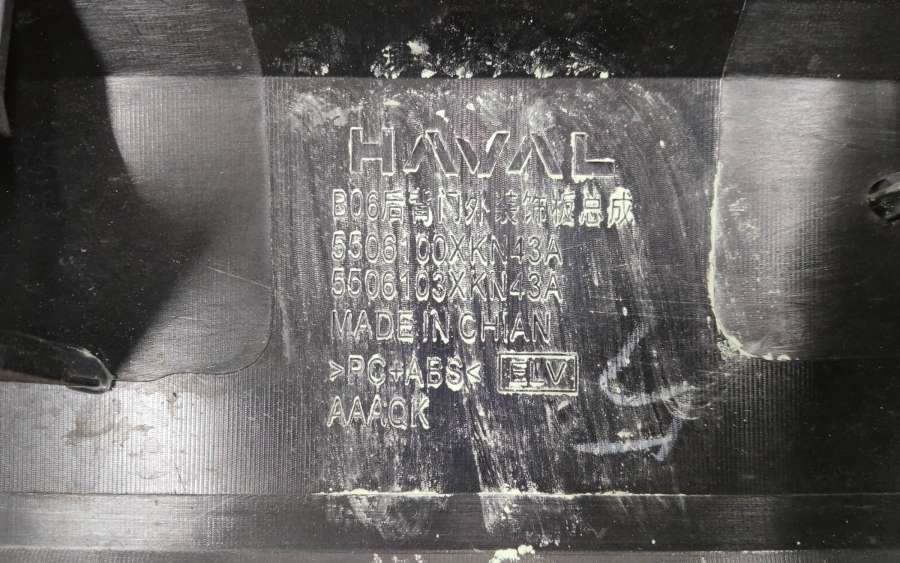 HAVAL
B06后背门外装饰板总成
5506100XKN43A
5506103XKN43A
MADE IN CHIAN
>PC+ABS< ELV
AAAQK